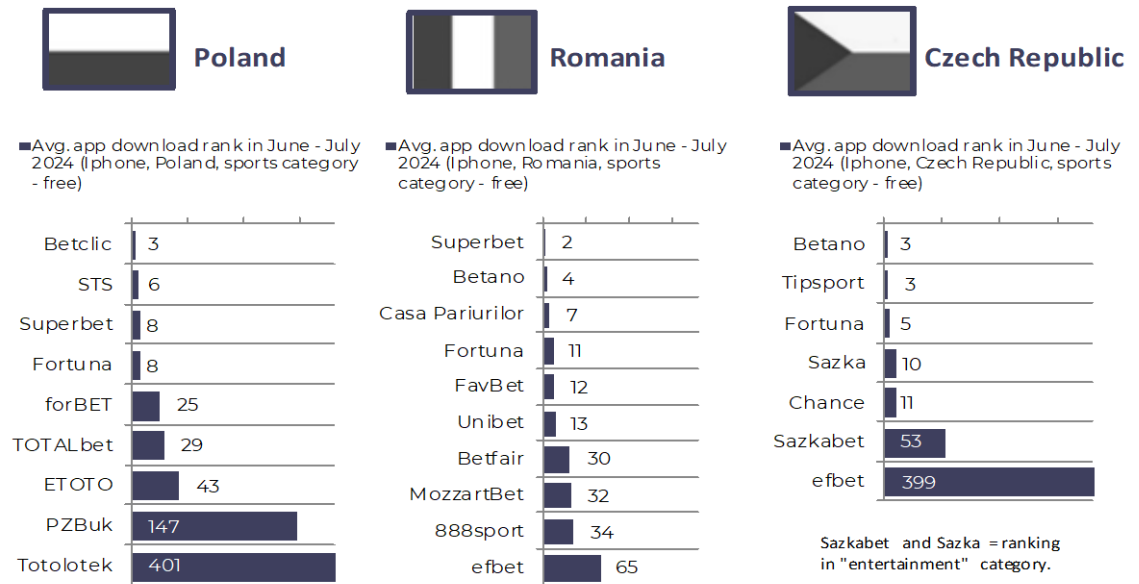 Poland
Avg. app download rank in June - July
2024 (Iphone, Poland, sports category
- free)
Betclic 3
STS 6
Superbet 8
Fortuna 8
forBET 25
TOTALbet 29
ETOTO 43
PZBuk 147
Totolotek 401
Romania
Avg. app download rank in June - July
2024 (Iphone, Romania, sports
category - free)
Superbet 2
Betano 4
Casa Pariurilor 7
Fortuna 11
FavBet 12
Unibet 13
Betfair 30
MozzartBet 32
888sport 34
efbet 65
Czech Republic
Avg. app download rank in June - July
2024 (Iphone, Czech Republic, sports
category - free)
Betano 3
Tipsport 3
Fortuna 5
Sazka 10
Chance 11
Sazkabet 53
efbet 399
Sazkabet and Sazka = ranking
in "entertainment" category.